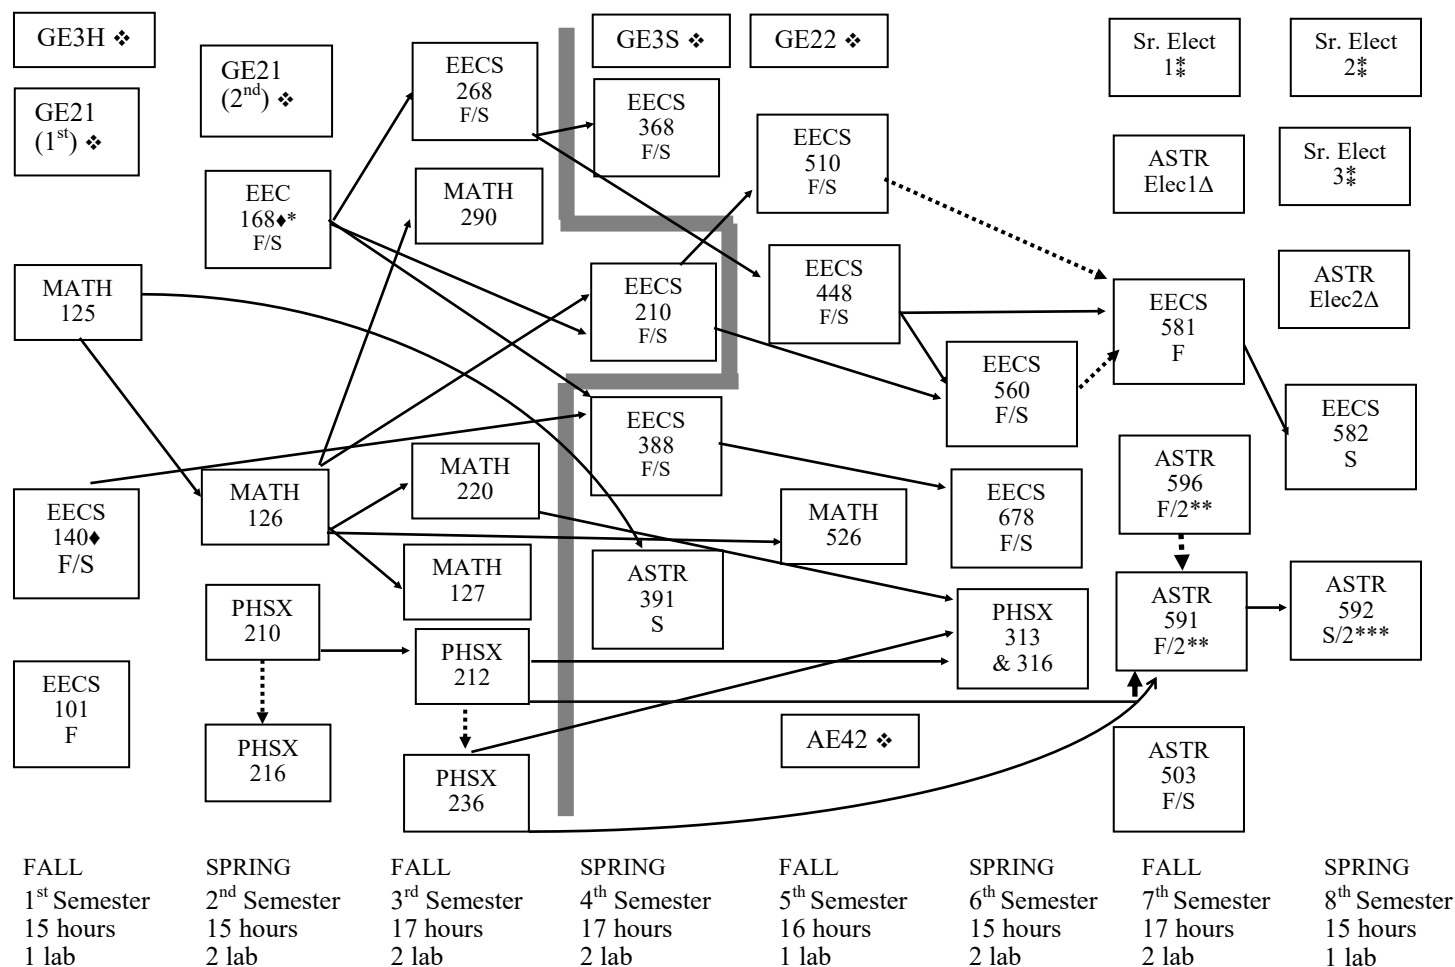 GE3H ❖
GE21
(1st) ❖
MATH
125
EECS
140♦
F/S
EECS
101
F
GE21
(2nd) ❖
EEC
168♦*
F/S
MATH
126
PHSX
210
PHSX
216
EECS
268
F/S
MATH
290
MATH
220
MATH
127
PHSX
212
PHSX
236
GE3S ❖
EECS
368
F/S
EECS
210
F/S
EECS
388
F/S
ASTR
391
S
GE22 ❖
EECS
510
F/S
EECS
448
F/S
MATH
526
AE42 ❖
EECS
560
F/S
EECS
678
F/S
PHSX
313
& 316
Sr. Elect
1⁑
ASTR
Elec1Δ
EECS
581
F
ASTR
596
F/2**
ASTR
591
F/2**
ASTR
503
F/S
Sr. Elect
2⁑
Sr. Elect
3⁑
ASTR
Elec2Δ
EECS
582
S
ASTR
592
S/2***
FALL
1st Semester
15 hours
1 lab
SPRING
2nd Semester
15 hours
2 lab
FALL
3rd Semester
17 hours
2 lab
SPRING
4th Semester
17 hours
2 lab
FALL
5th Semester
16 hours
1 lab
SPRING
6th Semester
15 hours
2 lab
FALL
7th Semester
17 hours
2 lab
SPRING
8th Semester
15 hours
1 lab